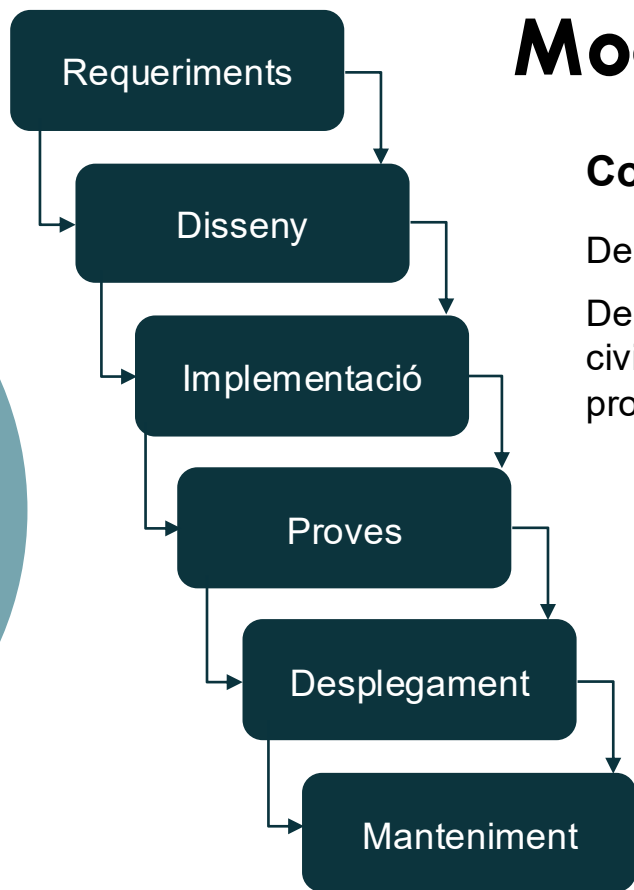 Requeriments
Disseny
Implementació
Proves
Desplegament
Manteniment